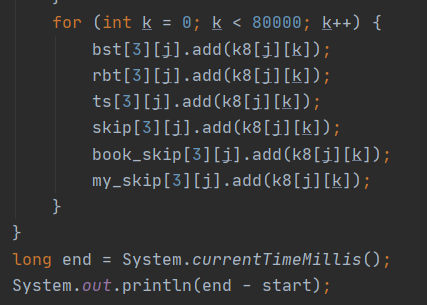 }
for (int k = 0; k < 80000; k++) {
bst[3][j].add(k8[j][k]);
rbt[3][j].add(k8[j][k]);
ts[3][j].add(k8[j][k]);
skip[3][j].add(k8[j][k]);
book_skip[3][j].add(k8[j][k]);
my_skip[3][j].add(k8[j][k]);
}
}
long end = System.currentTimeMillis();
System.out.println(end - start);